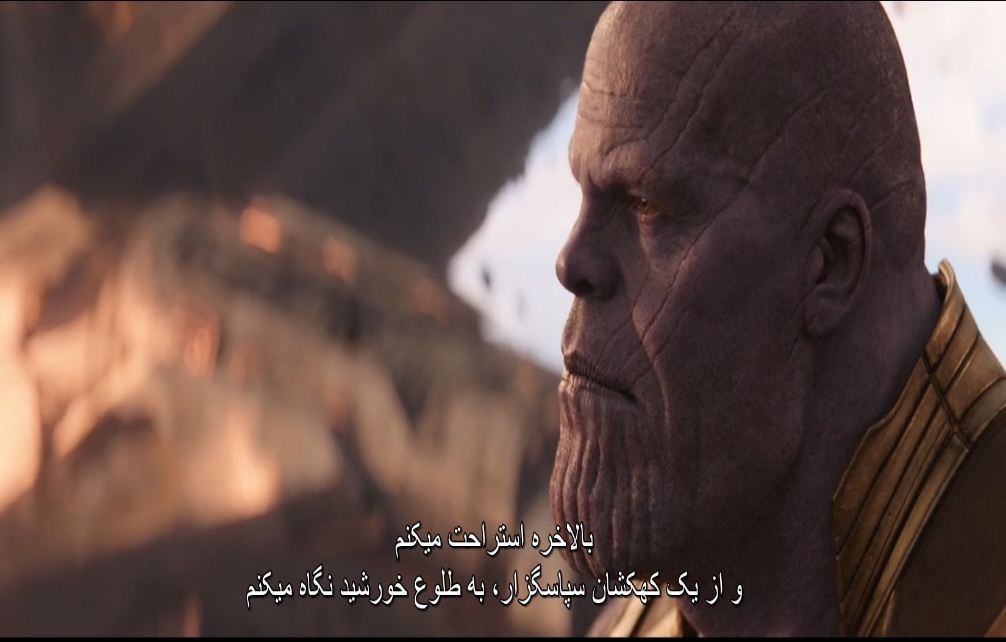 بالاخره استراحت میکنم
و از یک کهکشان سپاسگزار، به طلوع خورشید نگاه میکنم